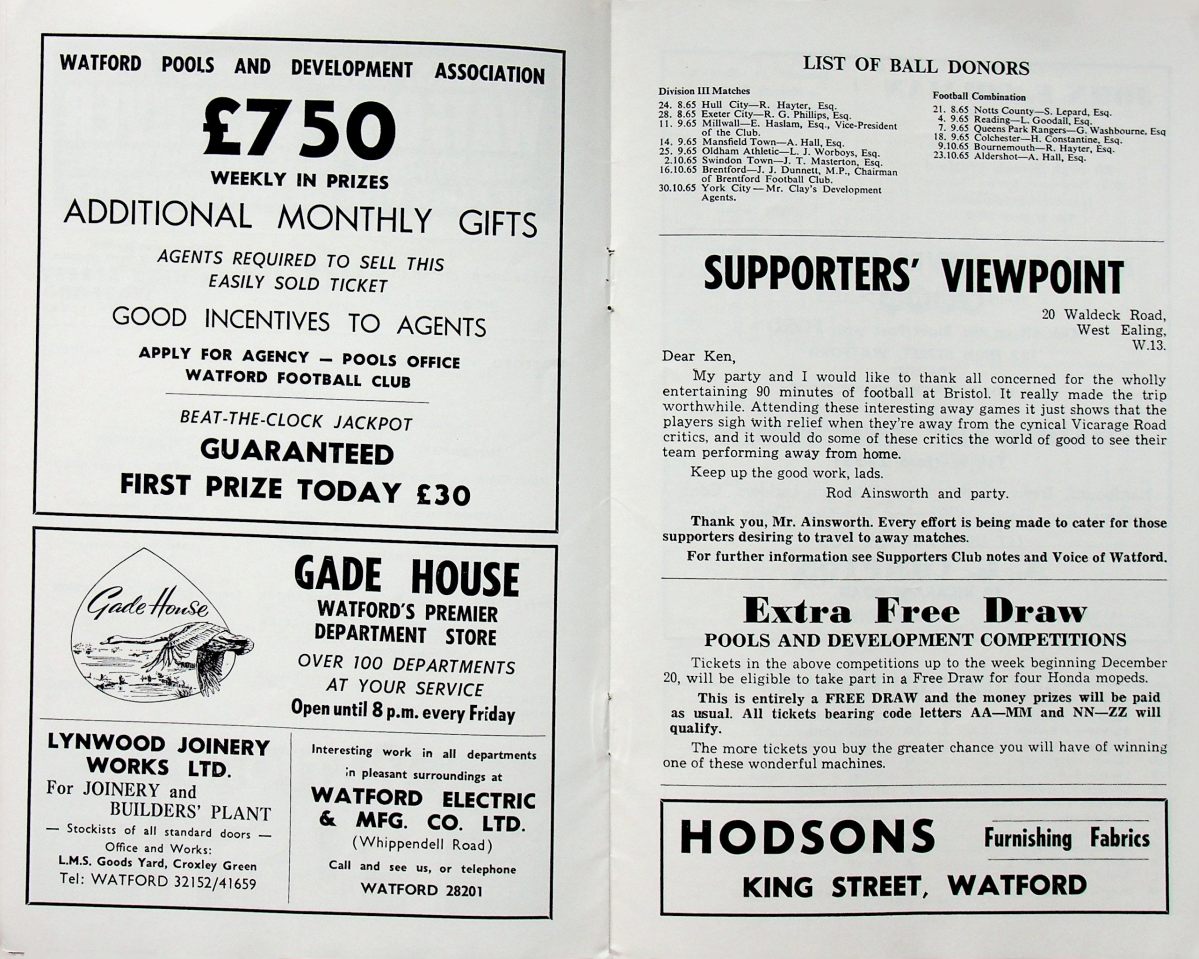 WATFORD POOLS AND DEVELOPMENT ASSOCIATION
£750
WEEKLY IN PRIZES
ADDITIONAL MONTHLY GIFTS
AGENTS REQUIRED TO SELL THIS
EASILY SOLD TICKET
GOOD INCENTIVES TO AGENTS
APPLY FOR AGENCY — POOLS OFFICE
WATFORD FOOTBALL CLUB
BEAT-THE-CLOCK JACKPOT
GUARANTEED
FIRST PRIZE TODAY £30
Gade House
GADE HOUSE
WATFORD'S PREMIER
DEPARTMENT STORE
OVER 100 DEPARTMENTS
AT YOUR SERVICE
Open until 8 p.m. every Friday
LYNWOOD JOINERY
WORKS LTD.
For JOINERY and
BUILDERS' PLANT
— Stockists of all standard doors —
Office and Works:
L.M.S. Goods Yard, Croxley Green
Tel: WATFORD 32152/41659
Interesting work in all departments
in pleasant surroundings at
WATFORD ELECTRIC
& MFG. CO. LTD.
(Whippendell Road)
Call and see us, or telephone
WATFORD 28201
LIST OF BALL DONORS
Division III Matches
24. 8.65 Hull City—R. Hayter, Esq.
28. 8.65 Exeter City—R. G. Phillips, Esq.
11. 9.65 Millwall—E. Haslam, Esq., Vice-President
of the Club.
14. 9.65 Mansfield Town—A. Hall, Esq.
25. 9.65 Oldham Athletic—L. J. Worboys, Esq.
2.10.65 Swindon Town—J. T. Masterton, Esq.
16.10.65 Brentford—J. J. Dunnett, M.P., Chairman
of Brentford Football Club.
30.10.65 York City — Mr. Clay's Development
Agents.
Football Combination
21. 8.65 Notts County—S. Lepard, Esq.
4. 9.65 Reading—L. Goodall, Esq.
7. 9.65 Queens Park Rangers—G. Washbourne, Esq
18. 9.65 Colchester—H. Constantine, Esq.
9.10.65 Bournemouth—R. Hayter, Esq.
23.10.65 Aldershot—A. Hall, Esq.
SUPPORTERS' VIEWPOINT
20 Waldeck Road,
West Ealing,
W.13.
Dear Ken,
My party and I would like to thank all concerned for the wholly
entertaining 90 minutes of football at Bristol. It really made the trip
worthwhile. Attending these interesting away games it just shows that the
players sigh with relief when they're away from the cynical Vicarage Road
critics, and it would do some of these critics the world of good to see their
team performing away from home.
Keep up the good work, lads.
Rod Ainsworth and party.
Thank you, Mr. Ainsworth. Every effort is being made to cater for those
supporters desiring to travel to away matches.
For further information see Supporters Club notes and Voice of Watford.
Extra Free Draw
POOLS AND DEVELOPMENT COMPETITIONS
Tickets in the above competitions up to the week beginning December
20, will be eligible to take part in a Free Draw for four Honda mopeds.
This is entirely a FREE DRAW and the money prizes will be paid
as usual. All tickets bearing code letters AA—MM and NN—ZZ will
qualify.
The more tickets you buy the greater chance you will have of winning
one of these wonderful machines.
HODSONS
Furnishing Fabrics
KING STREET, WATFORD